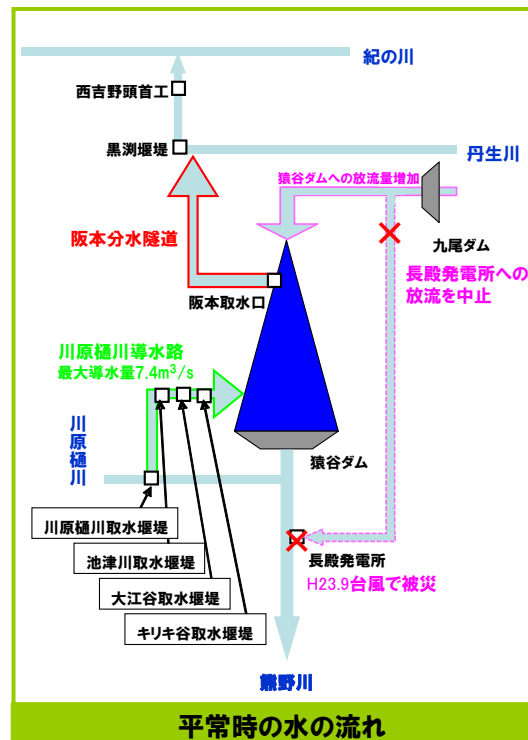 紀の川
西吉野頭首工
黒渕堰堤
丹生川
猿谷ダムへの放流量増加
阪本分水隧道
九尾ダム
長殿発電所への
放流を中止
阪本取水口
川原樋川導水路
最大導水量7.4m³/s
川原樋川
猿谷ダム
川原樋川取水堰堤
池津川取水堰堤
大江谷取水堰堤
キリキ谷取水堰堤
長殿発電所
H23.9台風で被災
熊野川
平常時の水の流れ